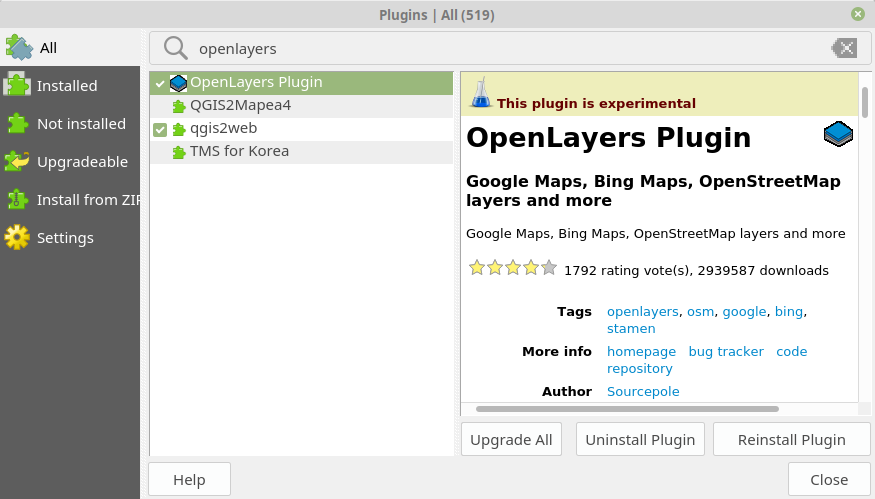 Plugins | All (519)
All
Installed
Not installed
Upgradeable
Install from ZIP
Settings
openlayers
OpenLayers Plugin
QGIS2Mapea4
qgis2web
TMS for Korea
This plugin is experimental
OpenLayers Plugin
Google Maps, Bing Maps, OpenStreetMap
layers and more
Google Maps, Bing Maps, OpenStreetMap layers and more
1792 rating vote(s), 2939587 downloads
Tags openlayers, osm, google, bing,
stamen
More info homepage bug tracker code
repository
Author Sourcepole
Upgrade All Uninstall Plugin Reinstall Plugin
Help Close